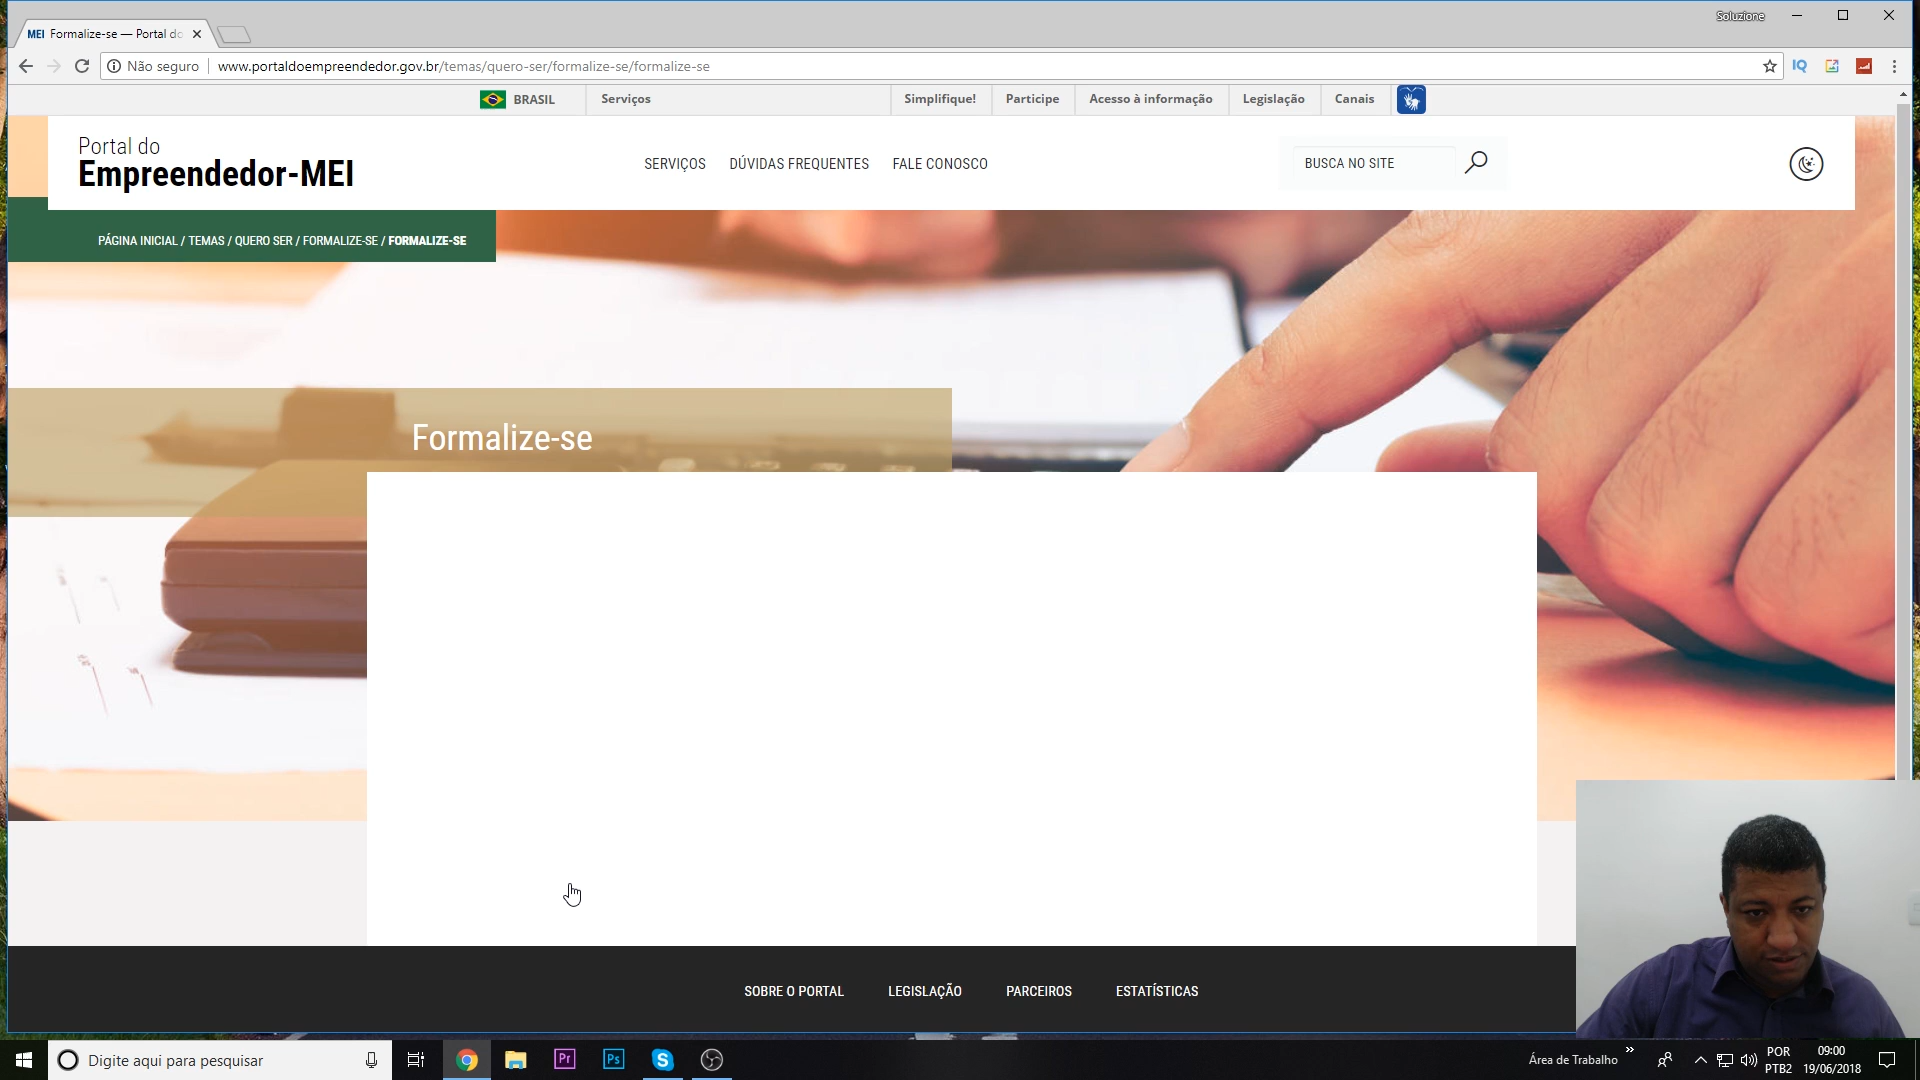 Soluzione
MEI Formalize-se — Portal do
Não seguro www.portaldoempreendedor.gov.br/temas/quero-ser/formalize-se/formalize-se
IQ
BRASIL Serviços Simplifique! Participe Acesso à informação Legislação Canais
Portal do
Empreendedor-MEI
SERVIÇOS DÚVIDAS FREQUENTES FALE CONOSCO
BUSCA NO SITE
PÁGINA INICIAL / TEMAS / QUERO SER / FORMALIZE-SE / FORMALIZE-SE
Formalize-se
SOBRE O PORTAL LEGISLAÇÃO PARCEIROS ESTATÍSTICAS
Digite aqui para pesquisar
Pr Ps S
Área de Trabalho »
POR
PTB2
09:00
19/06/2018